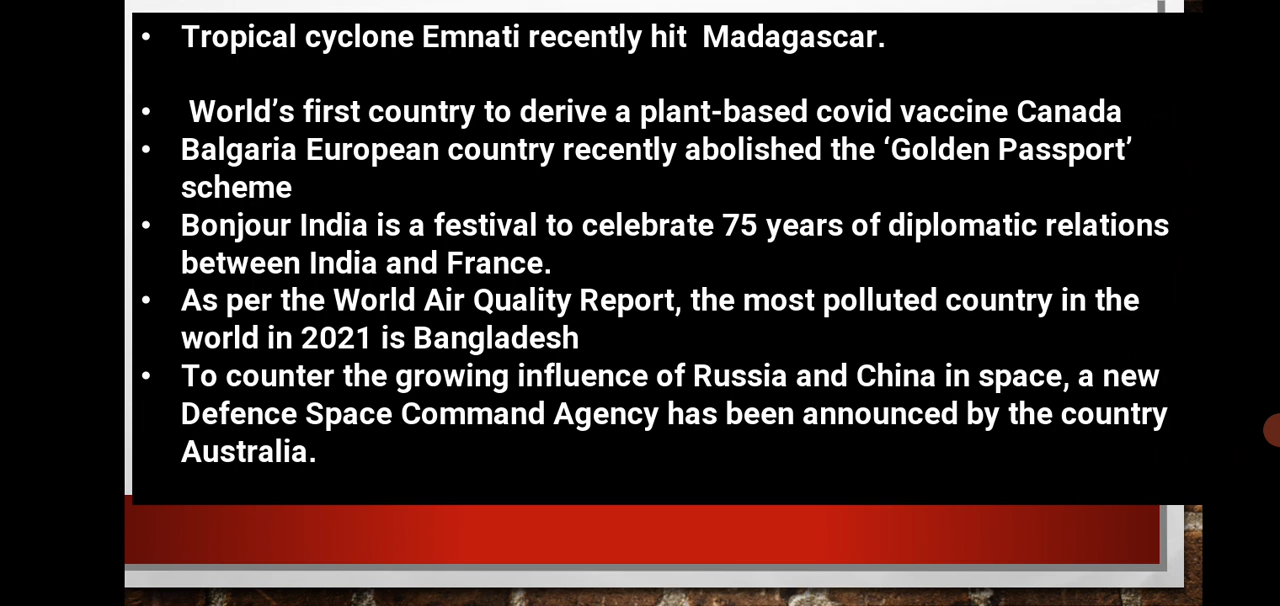 • Tropical cyclone Emnati recently hit  Madagascar.
•  World’s first country to derive a plant-based covid vaccine Canada
• Balgaria European country recently abolished the ‘Golden Passport’
scheme
• Bonjour India is a festival to celebrate 75 years of diplomatic relations
between India and France.
• As per the World Air Quality Report, the most polluted country in the
world in 2021 is Bangladesh
• To counter the growing influence of Russia and China in space, a new
Defence Space Command Agency has been announced by the country
Australia.